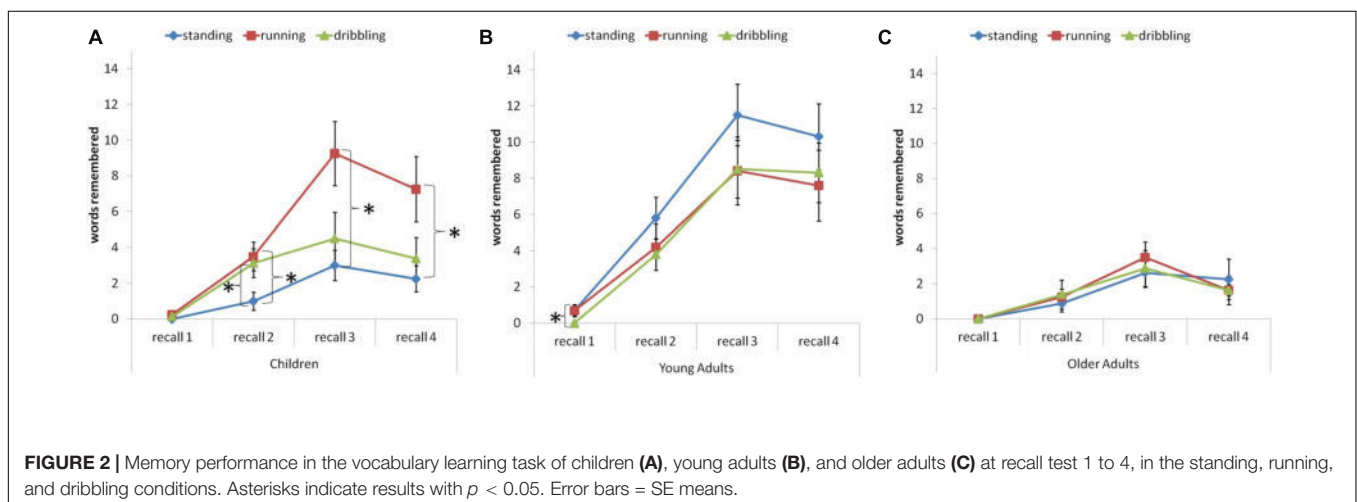 A
standing running dribbling
words remembered
14
12
10
8
6
4
2
0
*
*
*
*
recall 1 recall 2 recall 3 recall 4
Children
B
standing running dribbling
words remembered
14
12
10
8
6
4
2
0
*
recall 1 recall 2 recall 3 recall 4
Young Adults
C
standing running dribbling
words remembered
14
12
10
8
6
4
2
0
recall 1 recall 2 recall 3 recall 4
Older Adults
FIGURE 2 | Memory performance in the vocabulary learning task of children (A), young adults (B), and older adults (C) at recall test 1 to 4, in the standing, running,
and dribbling conditions. Asterisks indicate results with p < 0.05. Error bars = SE means.